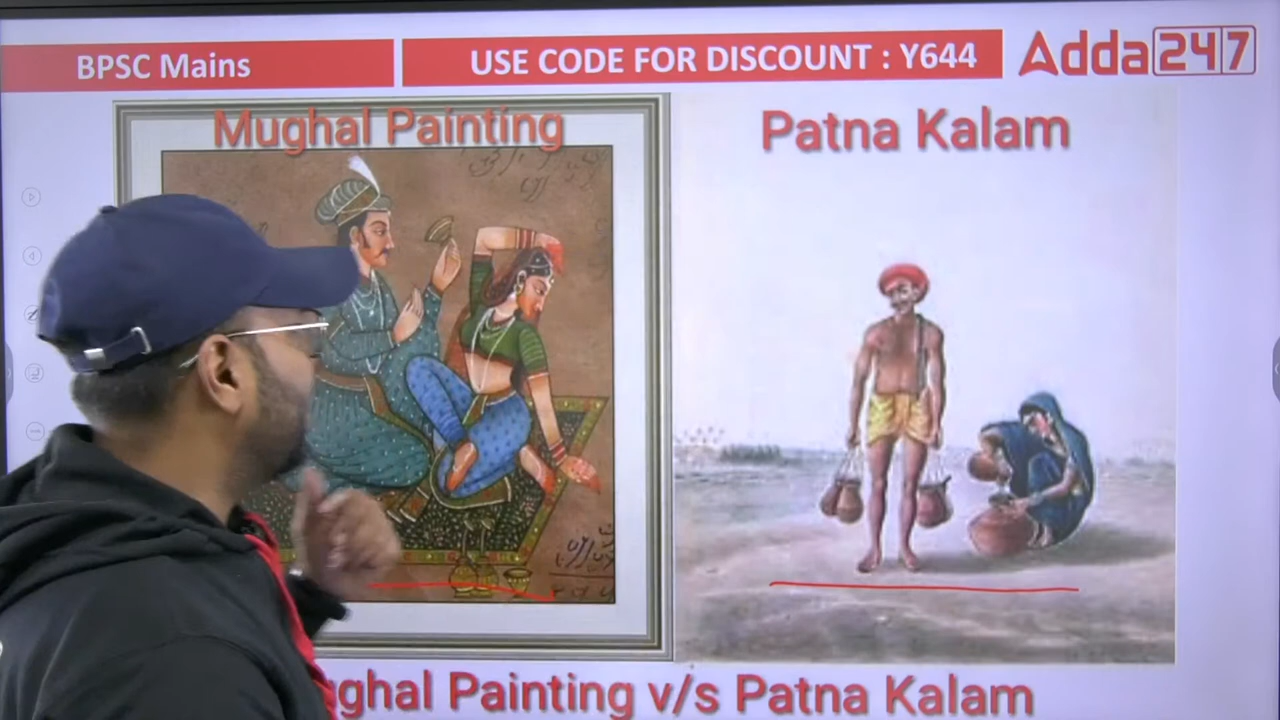 BPSC Mains
USE CODE FOR DISCOUNT : Y644
Adda247
Mughal Painting
Patna Kalam
ghal Painting v/s Patna Kalam